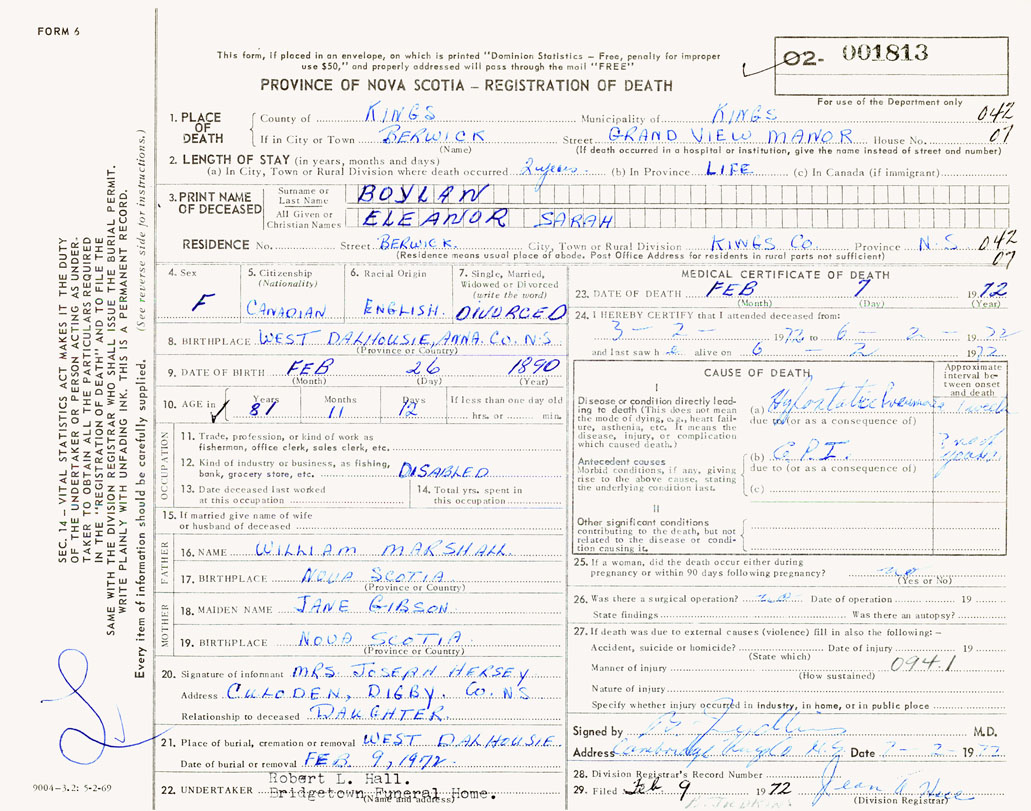 FORM 6
This form, if placed in an envelope, on which is printed "Dominion Statistics – Free, penalty for improper
use $50," and properly addressed will pass through the mail "FREE"
O2- 001813
For use of the Department only
PROVINCE OF NOVA SCOTIA – REGISTRATION OF DEATH
1. PLACE OF DEATH
County of KINGS Municipality of KINGS 042
If in City or Town BERWICK Street GRAND VIEW MANOR House No. 07
(Name) (If death occurred in a hospital or institution, give the name instead of street and number)
2. LENGTH OF STAY (in years, months and days)
(a) In City, Town or Rural Division where death occurred 2 years. (b) In Province LIFE (c) In Canada (if immigrant)
3. PRINT NAME OF DECEASED
Surname or Last Name BOYLAN
All Given or Christian Names ELEANOR SARAH
RESIDENCE No. Street BERWICK. City, Town or Rural Division KINGS CO Province N.S 042
(Residence means usual place of abode. Post Office Address for residents in rural parts not sufficient) 07
4. Sex F
5. Citizenship (Nationality) CANADIAN
6. Racial Origin ENGLISH.
7. Single, Married, Widowed or Divorced (write the word) DIVORCED
8. BIRTHPLACE WEST DALHOUSIE, ANNA. CO. N.S
(Province or Country)
9. DATE OF BIRTH FEB 26 1890
(Month) (Day) (Year)
10. AGE in Years 81 Months 11 Days 12 If less than one day old hrs. or min.
OCCUPATION
11. Trade, profession, or kind of work as
fishermen, office clerk, sales clerk, etc.
12. Kind of industry or business, as fishing,
bank, grocery store, etc. DISABLED
13. Date deceased last worked
at this occupation
14. Total yrs. spent in
this occupation
15. If married give name of wife
or husband of deceased
FATHER
16. NAME WILLIAM MARSHALL.
17. BIRTHPLACE NOVA SCOTIA
(Province or Country)
MOTHER
18. MAIDEN NAME JANE GIBSON
19. BIRTHPLACE NOVA SCOTIA.
(Province or Country)
20. Signature of informant MRS. JOSEPH HERSEY
Address CULODEN, DIGBY. Co. N S
Relationship to deceased DAUGHTER.
21. Place of burial, cremation or removal WEST DALHOUSIE
Date of burial or removal FEB 9, 1972
22. UNDERTAKER Robert L. Hall.
Bridgetown Funeral Home.
(Name and address)
MEDICAL CERTIFICATE OF DEATH
23. DATE OF DEATH FEB 7 1972
(Month) (Day) (Year)
24. I HEREBY CERTIFY that I attended deceased from:
3 – 2 – 1972 to 6 – 2 – 1972
and last saw h e alive on 6 – 2 1972
CAUSE OF DEATH
Approximate interval between onset and death
I
Disease or condition directly leading to death (This does not mean the mode of dying, e.g., heart failure, asthenia, etc. It means the disease, injury, or complication which caused death.)
(a) 1 week
due to (or as a consequence of)
Antecedent causes
Morbid conditions, if any, giving rise to the above cause, stating the underlying condition last.
(b) G.P.I. years.
due to (or as a consequence of)
(c)
II
Other significant conditions contributing to the death, but not related to the disease or condition causing it.
25. If a woman, did the death occur either during
pregnancy or within 90 days following pregnancy? no
(Yes or No)
26. Was there a surgical operation? no Date of operation 19
State findings Was there an autopsy?
27. If death was due to external causes (violence) fill in also the following: –
Accident, suicide or homicide? Date of injury 19
(State which) 094.1
Manner of injury
(How sustained)
Nature of injury
Specify whether injury occurred in industry, in home, or in public place
Signed by M.D.
Address Cambridge Kings N.S. Date 7 – 2 – 1972
28. Division Registrar's Record Number
29. Filed Feb 9 1972 Jean A
(Division Registrar)
SEC. 14 – VITAL STATISTICS ACT MAKES IT THE DUTY
OF THE UNDERTAKER OR PERSON ACTING AS UNDER-
TAKER TO OBTAIN ALL THE PARTICULARS REQUIRED
IN THE "REGISTRATION OF DEATH" AND TO FILE THE
SAME WITH THE DIVISION REGISTRAR WHO SHALL ISSUE THE BURIAL PERMIT.
WRITE PLAINLY WITH UNFADING INK. THIS IS A PERMANENT RECORD.
Every item of information should be carefully supplied. (See reverse side for instructions.)
9004-3.2: 5-2-69